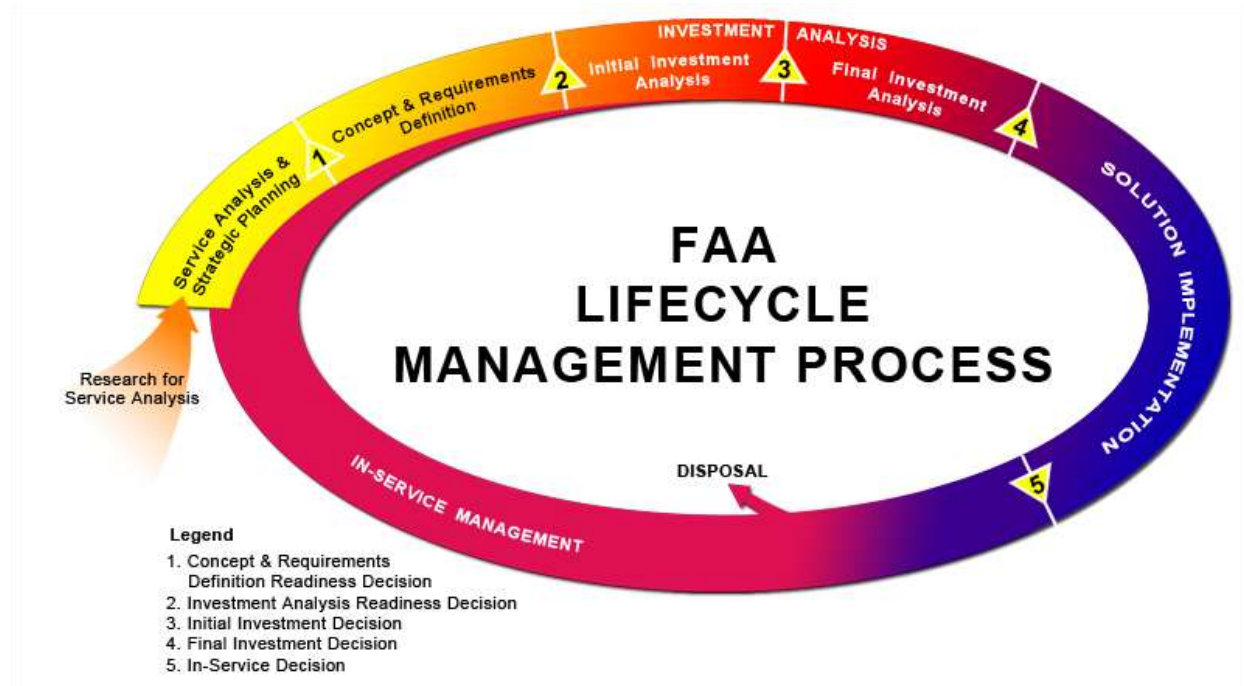 INVESTMENT ANALYSIS
Initial Investment
Analysis
Final Investment
Analysis
Concept & Requirements
Definition
Service Analysis &
Strategic Planning
1
2
3
4
5
SOLUTION IMPLEMENTATION
FAA
LIFECYCLE
MANAGEMENT PROCESS
Research for
Service Analysis
DISPOSAL
IN-SERVICE MANAGEMENT
Legend
1. Concept & Requirements
Definition Readiness Decision
2. Investment Analysis Readiness Decision
3. Initial Investment Decision
4. Final Investment Decision
5. In-Service Decision